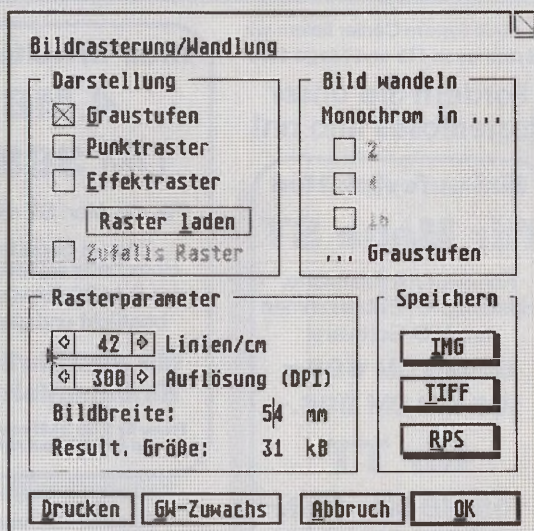 Bildrasterung/Wandlung
Darstellung
Graustufen
Punktraster
Effektraster
Raster laden
Zufalls Raster
Bild wandeln
Monochrom in ...
2
4
16
... Graustufen
Rasterparameter
42 Linien/cm
300 Auflösung (DPI)
Bildbreite: 54 mm
Result. Größe: 31 kB
Speichern
IMG
TIFF
RPS
Drucken GW-Zuwachs Abbruch OK